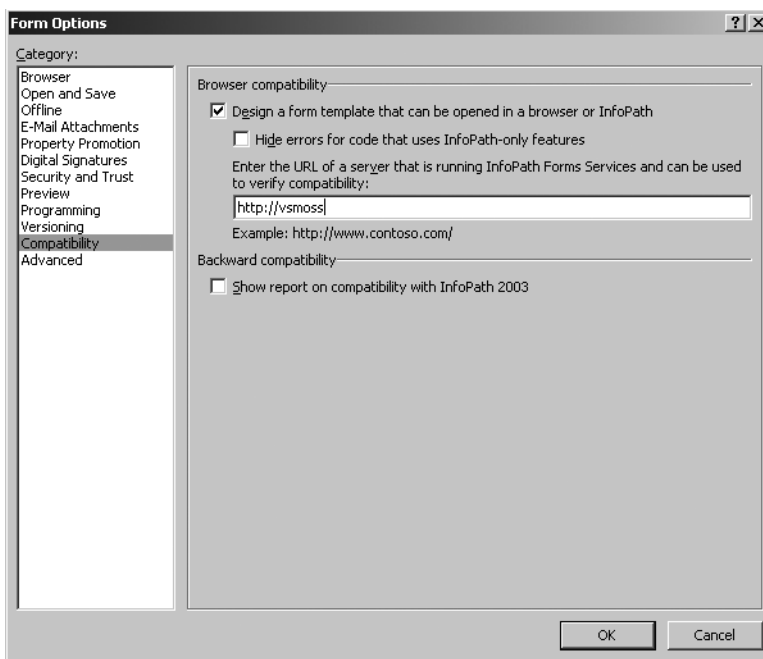 Form Options
Category:
Browser
Open and Save
Offline
E-Mail Attachments
Property Promotion
Digital Signatures
Security and Trust
Preview
Programming
Versioning
Compatibility
Advanced
Browser compatibility
Design a form template that can be opened in a browser or InfoPath
Hide errors for code that uses InfoPath-only features
Enter the URL of a server that is running InfoPath Forms Services and can be used
to verify compatibility:
http://vsmoss
Example: http://www.contoso.com/
Backward compatibility
Show report on compatibility with InfoPath 2003
OK
Cancel